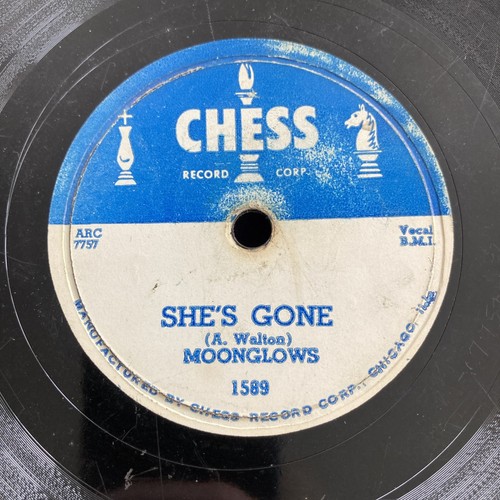 CHESS
RECORD CORP.
ARC
7757
Vocal
B.M.I.
SHE'S GONE
(A. Walton)
MOONGLOWS
1589
MANUFACTURED BY CHESS RECORD CORP., CHICAGO, ILL.